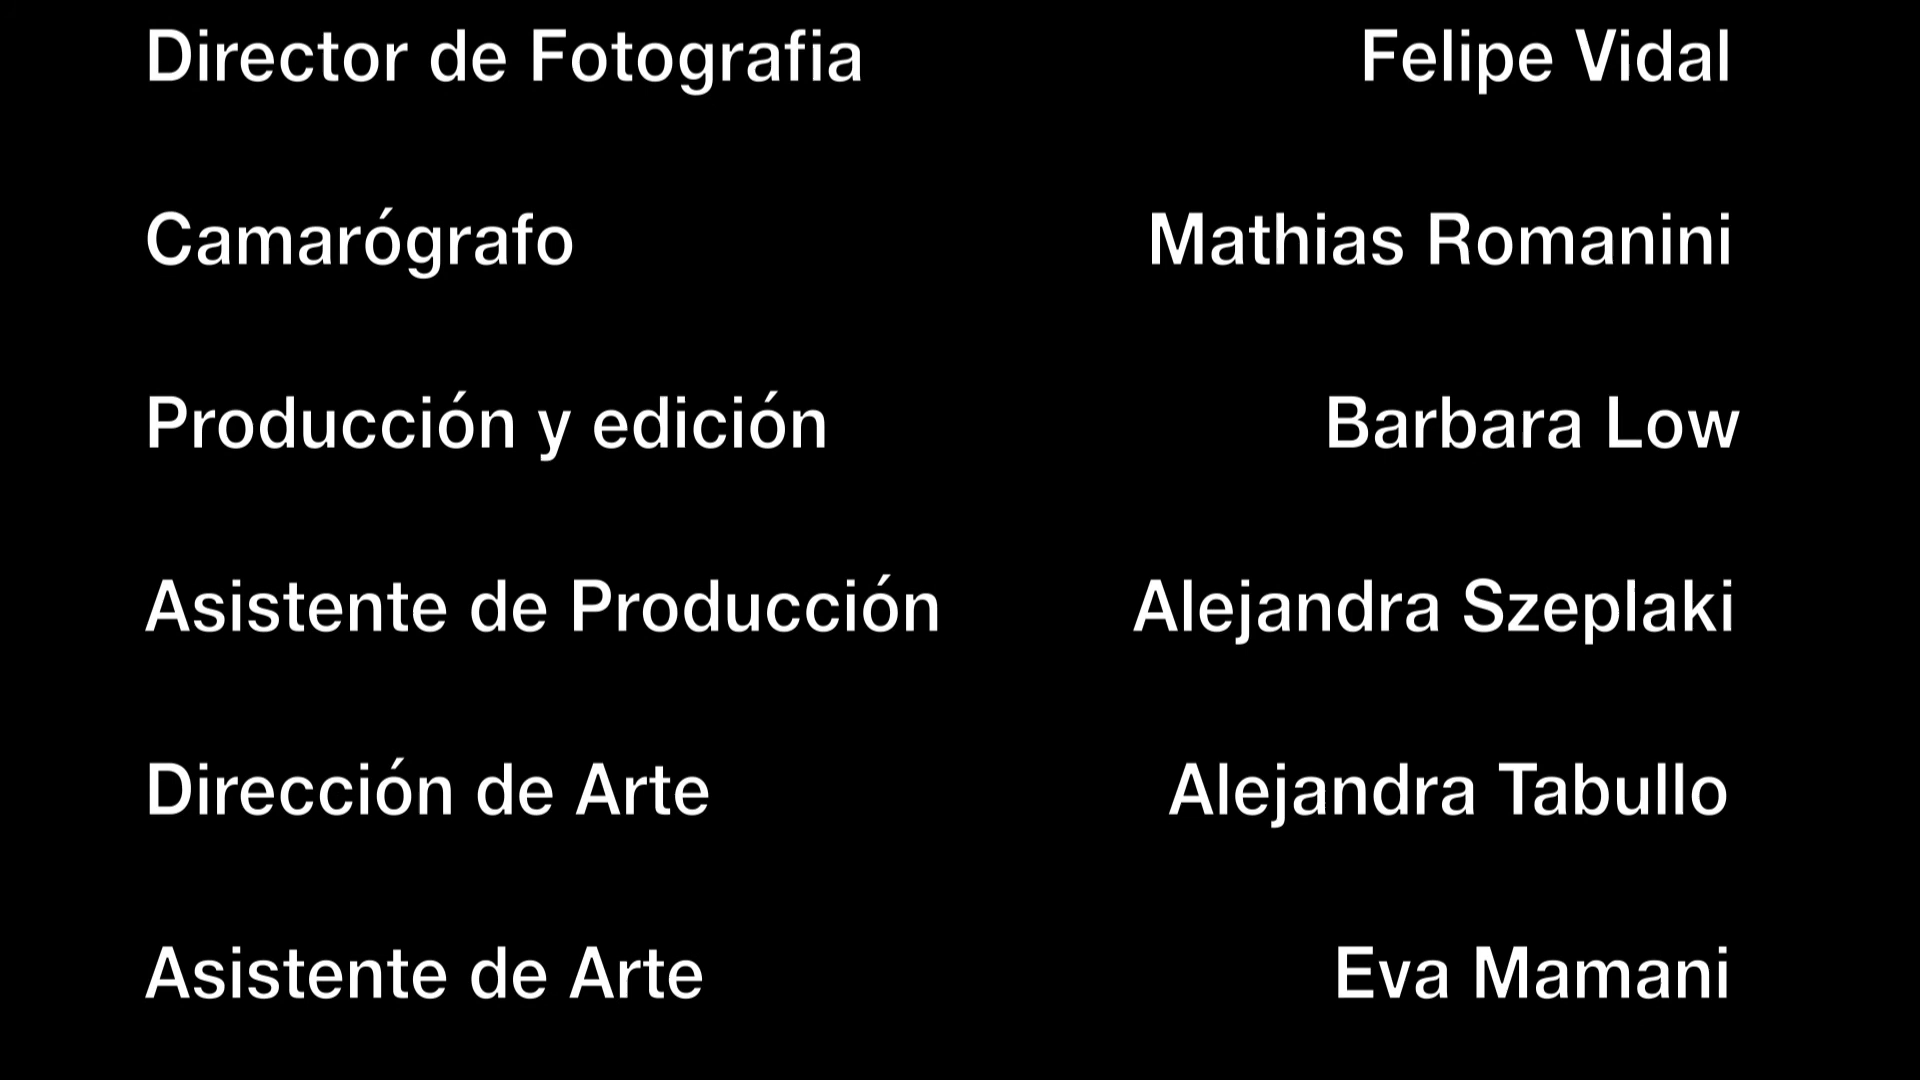 Director de Fotografia Felipe Vidal
Camarógrafo Mathias Romanini
Producción y edición Barbara Low
Asistente de Producción Alejandra Szeplaki
Dirección de Arte Alejandra Tabullo
Asistente de Arte Eva Mamani